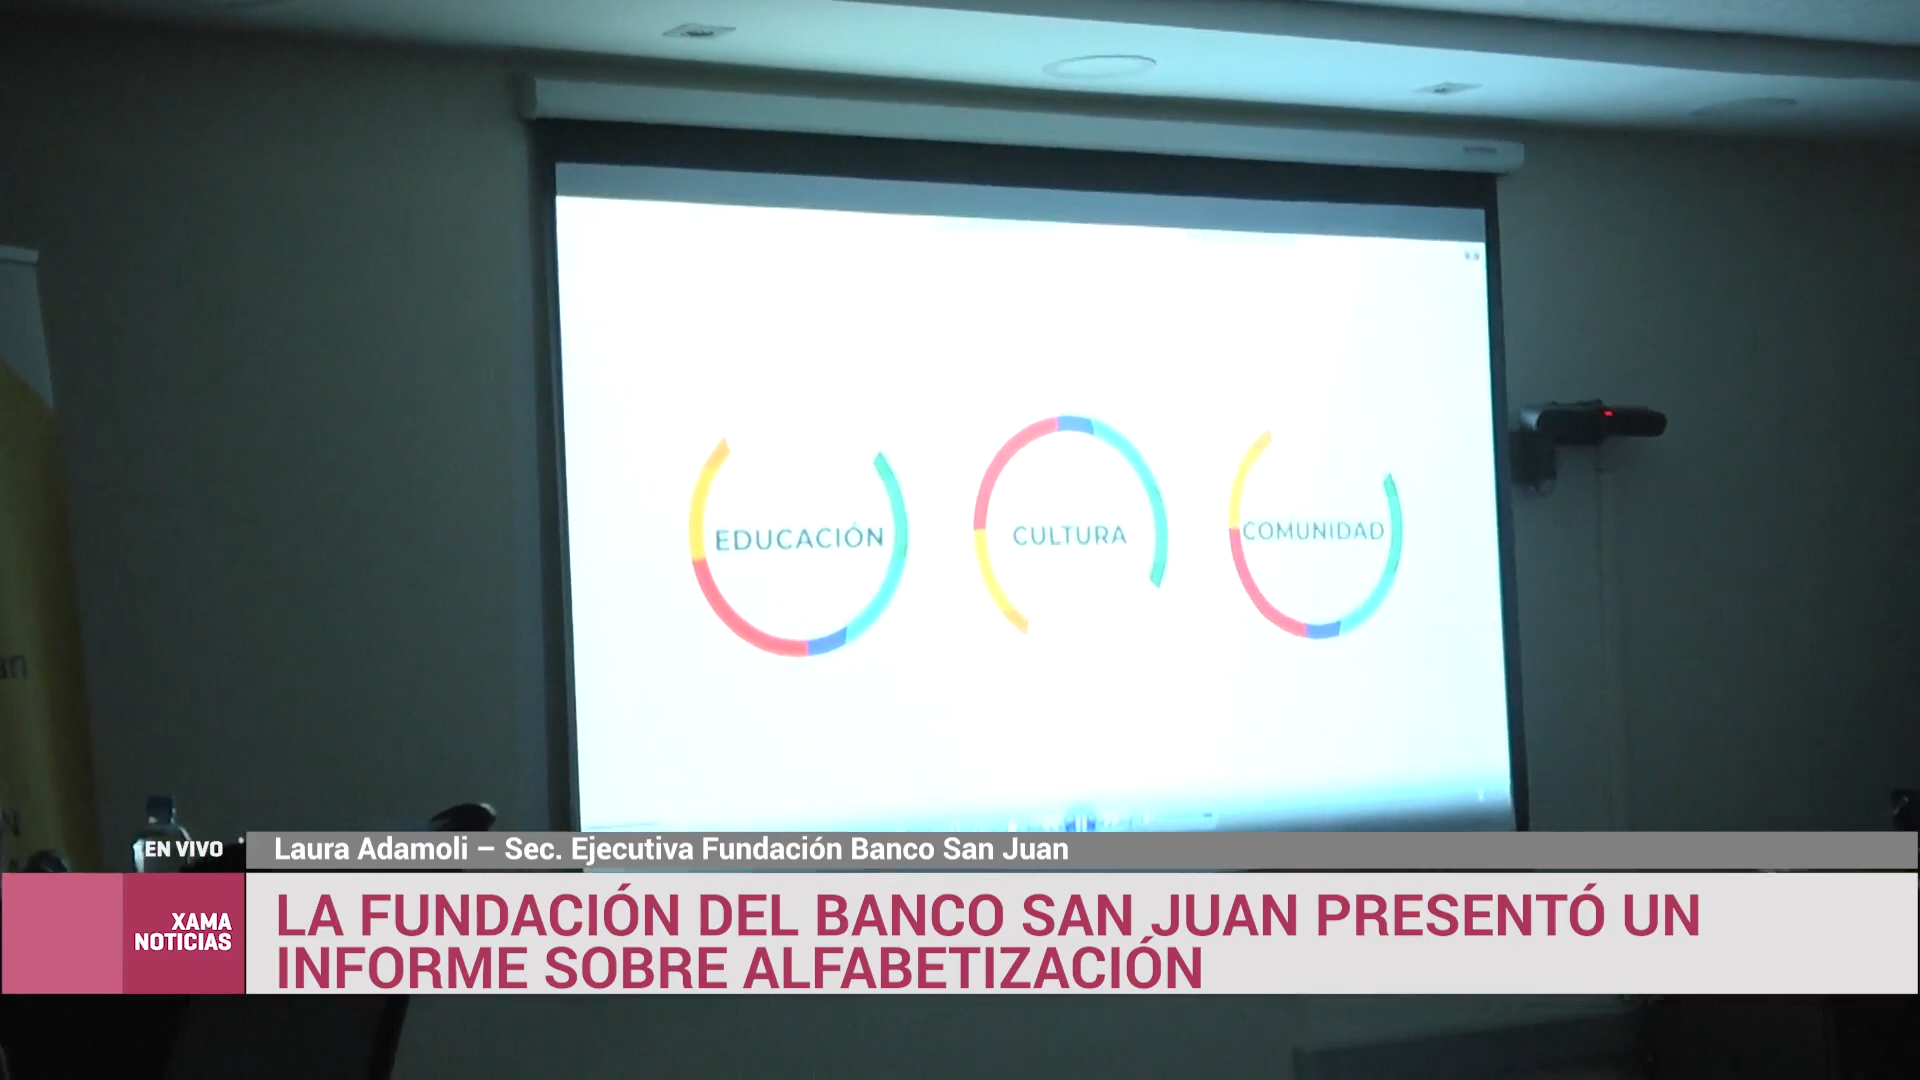 EDUCACIÓN
CULTURA
COMUNIDAD
EN VIVO
Laura Adamoli – Sec. Ejecutiva Fundación Banco San Juan
XAMA
NOTICIAS
LA FUNDACIÓN DEL BANCO SAN JUAN PRESENTÓ UN
INFORME SOBRE ALFABETIZACIÓN